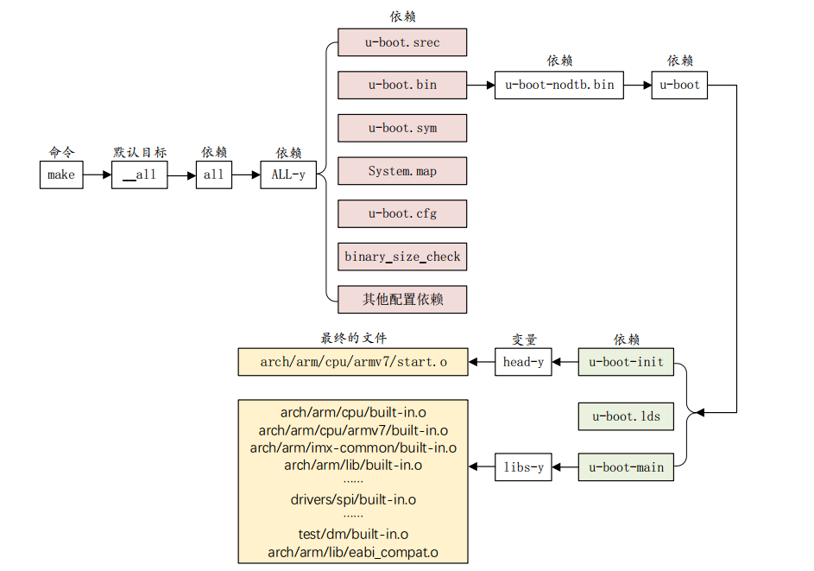 依赖
u-boot.srec
依赖
依赖
u-boot.bin
u-boot-nodtb.bin
u-boot
u-boot.sym
命令
默认目标
依赖
依赖
make
__all
all
ALL-y
System.map
u-boot.cfg
binary_size_check
其他配置依赖
最终的文件
变量
依赖
arch/arm/cpu/armv7/start.o
head-y
u-boot-init
arch/arm/cpu/built-in.o
arch/arm/cpu/armv7/built-in.o
arch/arm/imx-common/built-in.o
arch/arm/lib/built-in.o
……
drivers/spi/built-in.o
……
test/dm/built-in.o
arch/arm/lib/eabi_compat.o
u-boot.lds
libs-y
u-boot-main